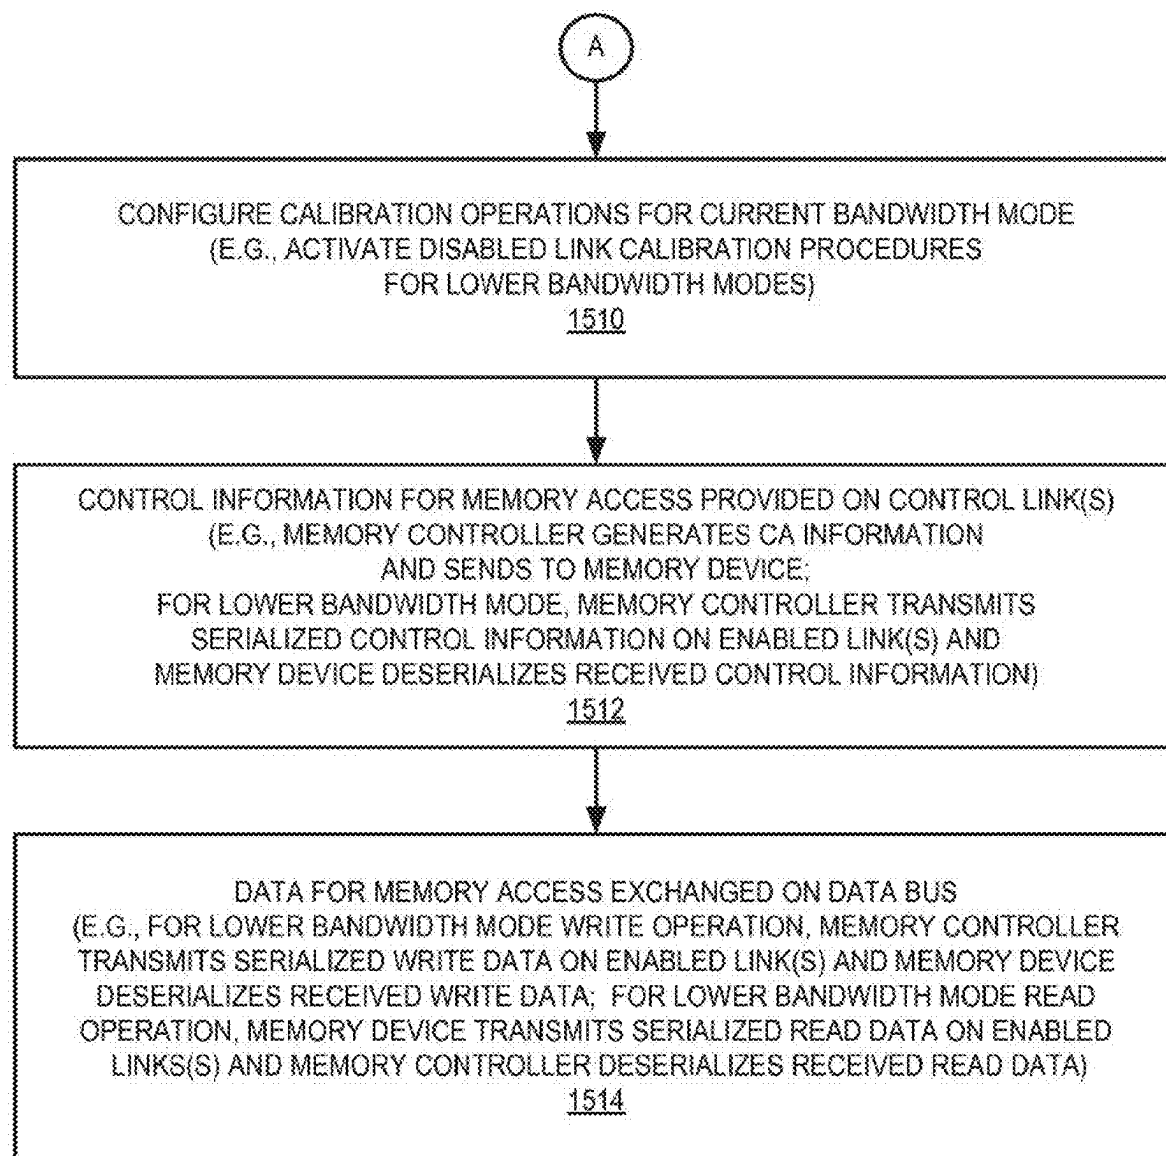 A
CONFIGURE CALIBRATION OPERATIONS FOR CURRENT BANDWIDTH MODE
(E.G., ACTIVATE DISABLED LINK CALIBRATION PROCEDURES
FOR LOWER BANDWIDTH MODES)
1510
CONTROL INFORMATION FOR MEMORY ACCESS PROVIDED ON CONTROL LINK(S)
(E.G., MEMORY CONTROLLER GENERATES CA INFORMATION
AND SENDS TO MEMORY DEVICE;
FOR LOWER BANDWIDTH MODE, MEMORY CONTROLLER TRANSMITS
SERIALIZED CONTROL INFORMATION ON ENABLED LINK(S) AND
MEMORY DEVICE DESERIALIZES RECEIVED CONTROL INFORMATION)
1512
DATA FOR MEMORY ACCESS EXCHANGED ON DATA BUS
(E.G., FOR LOWER BANDWIDTH MODE WRITE OPERATION, MEMORY CONTROLLER
TRANSMITS SERIALIZED WRITE DATA ON ENABLED LINK(S) AND MEMORY DEVICE
DESERIALIZES RECEIVED WRITE DATA; FOR LOWER BANDWIDTH MODE READ
OPERATION, MEMORY DEVICE TRANSMITS SERIALIZED READ DATA ON ENABLED
LINKS(S) AND MEMORY CONTROLLER DESERIALIZES RECEIVED READ DATA)
1514